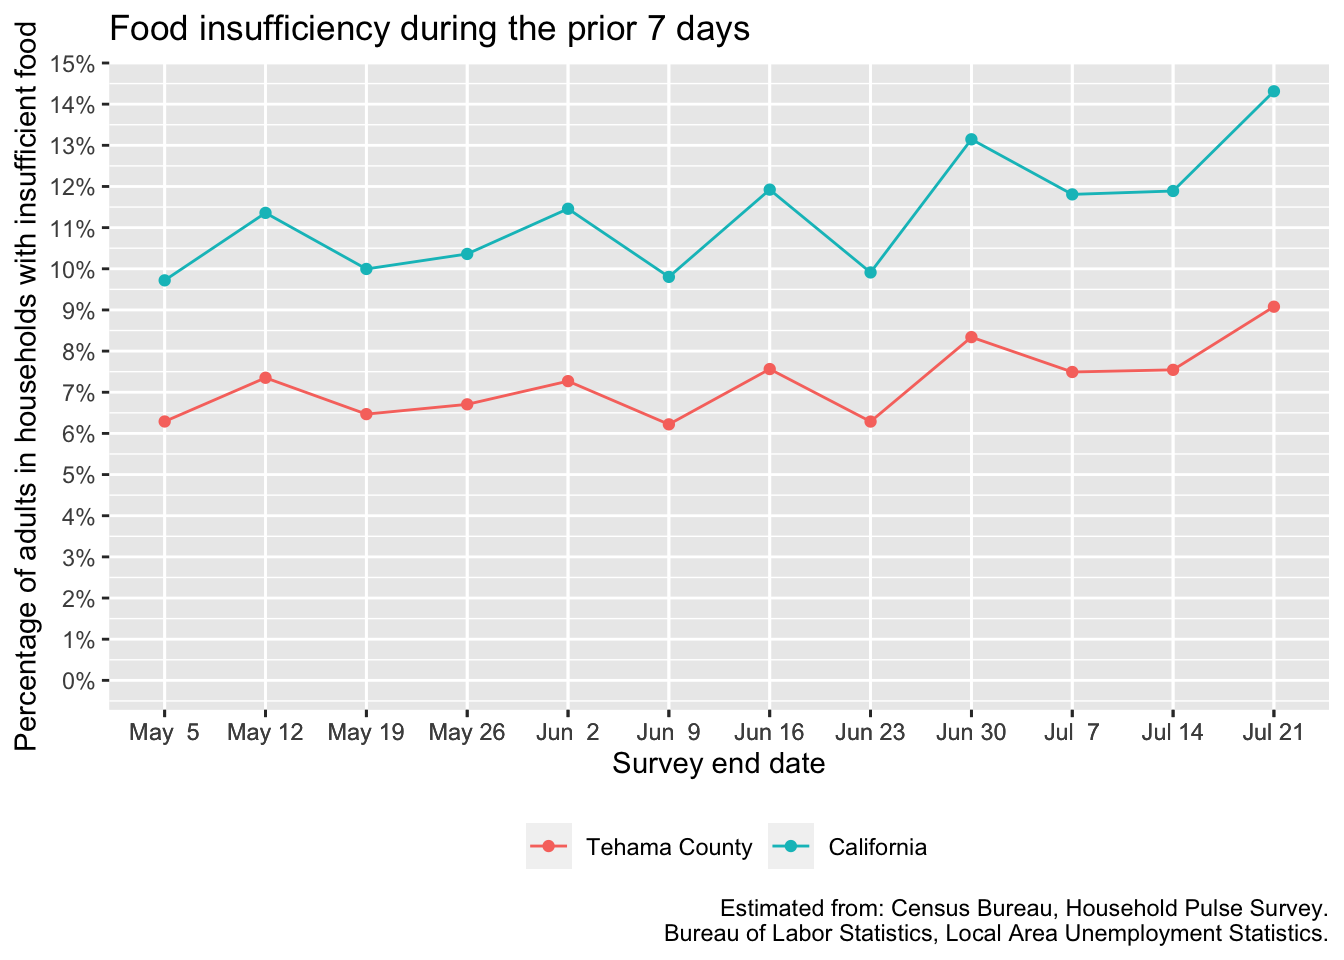 Food insufficiency during the prior 7 days
Percentage of adults in households with insufficient food
15%
14%
13%
12%
11%
10%
9%
8%
7%
6%
5%
4%
3%
2%
1%
0%
May 5 May 12 May 19 May 26 Jun 2 Jun 9 Jun 16 Jun 23 Jun 30 Jul 7 Jul 14 Jul 21
Survey end date
Tehama County California
Estimated from: Census Bureau, Household Pulse Survey.
Bureau of Labor Statistics, Local Area Unemployment Statistics.